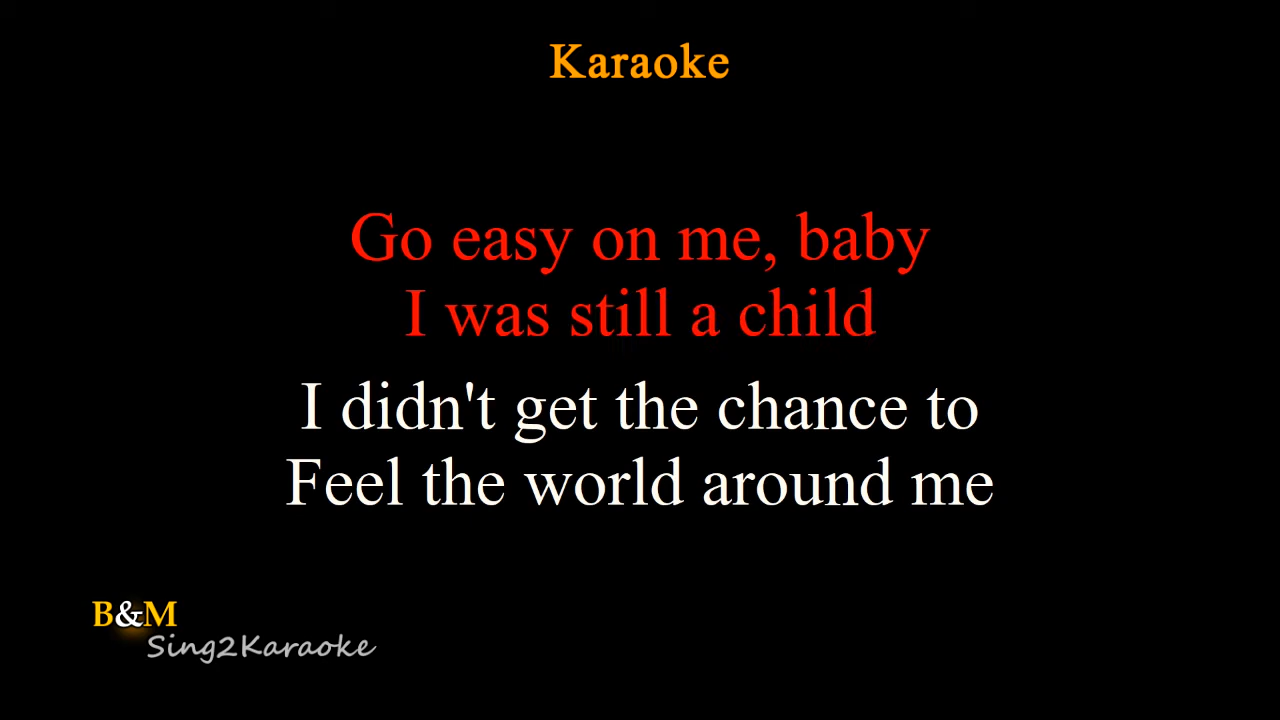 Karaoke
Go easy on me, baby
I was still a child
I didn't get the chance to
Feel the world around me
B&M
Sing2Karaoke